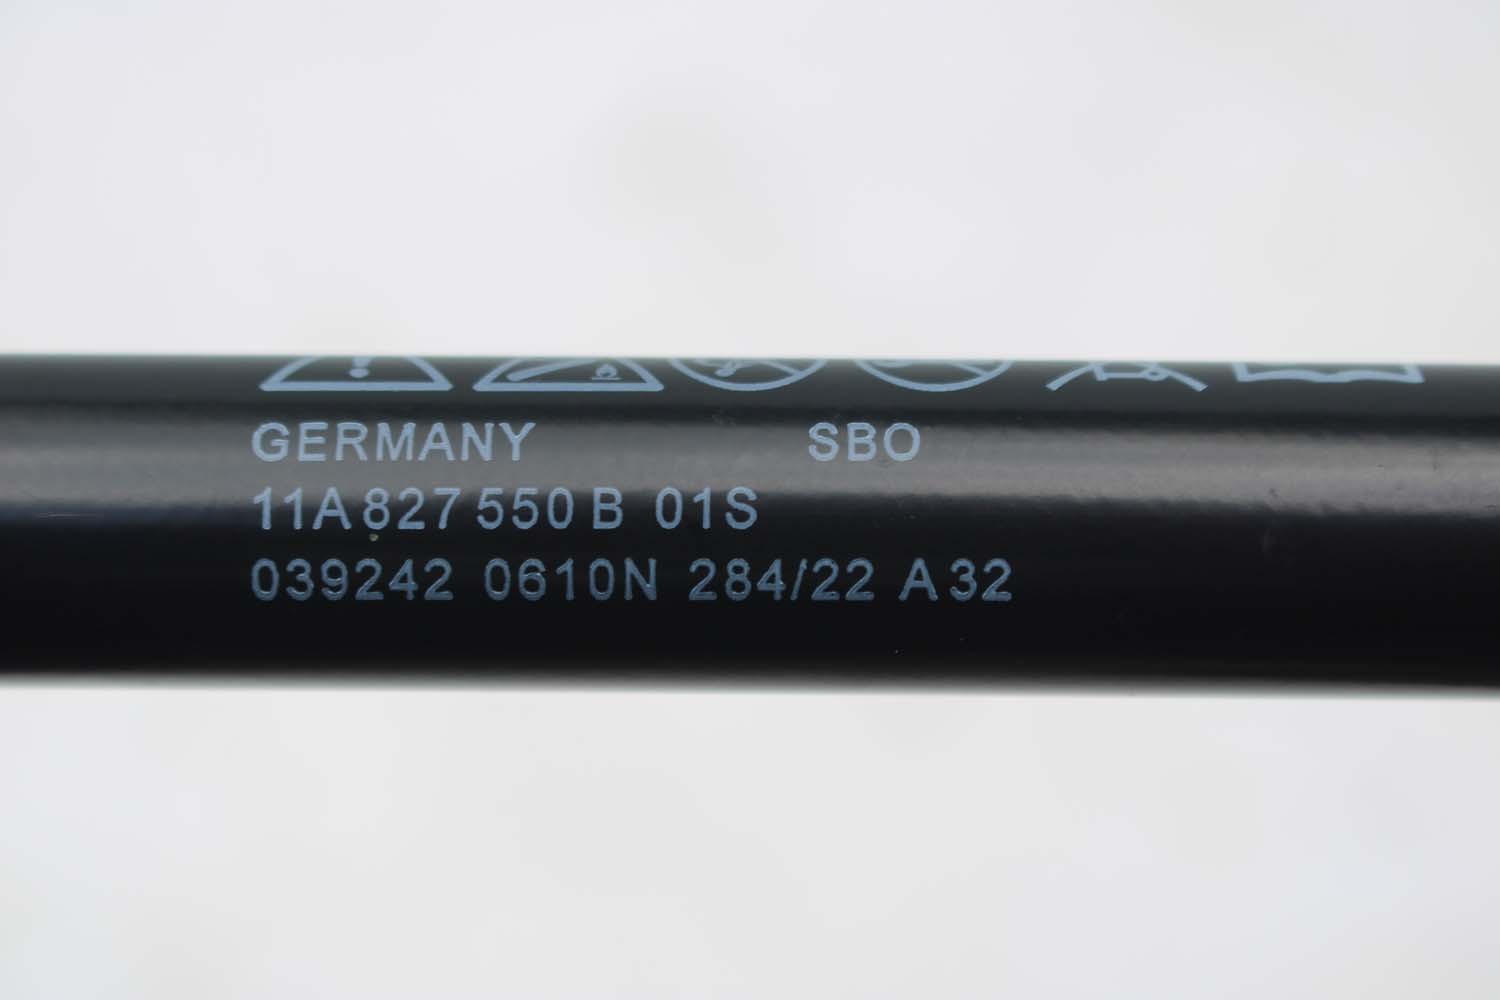 GERMANY SBO
11A 827 550 B 01S
039242 0610N 284/22 A32